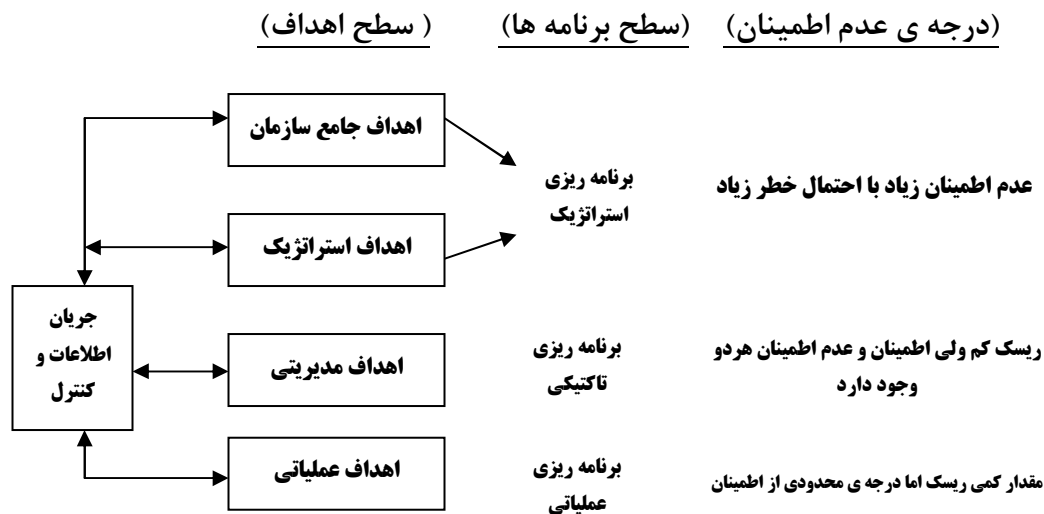 (درجه ی عدم اطمینان)
(سطح برنامه ها)
( سطح اهداف)
اهداف جامع سازمان
برنامه ریزی
استراتژیک
عدم اطمینان زیاد با احتمال خطر زیاد
اهداف استراتژیک
جریان
اطلاعات و
کنترل
اهداف مدیریتی
برنامه ریزی
تاکتیکی
ریسک کم ولی اطمینان و عدم اطمینان هردو
وجود دارد
اهداف عملیاتی
برنامه ریزی
عملیاتی
مقدار کمی ریسک اما درجه ی محدودی از اطمینان